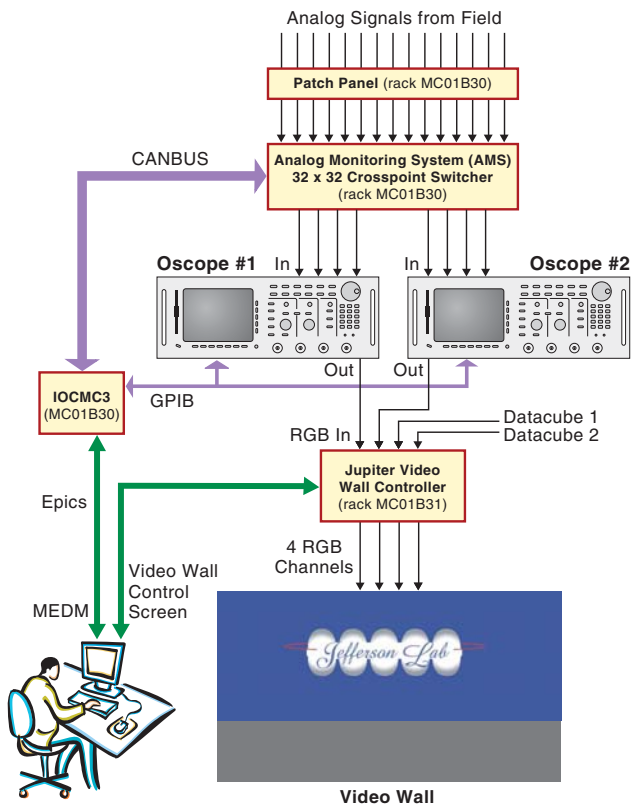 Analog Signals from Field
Patch Panel (rack MC01B30)
CANBUS
Analog Monitoring System (AMS)
32 x 32 Crosspoint Switcher
(rack MC01B30)
Oscope #1
In
In
Oscope #2
Out
Out
IOCMC3
(MC01B30)
GPIB
RGB In
Datacube 1
Datacube 2
Jupiter Video
Wall Controller
(rack MC01B31)
Epics
4 RGB
Channels
Video Wall
Control
Screen
MEDM
Jefferson Lab
Video Wall